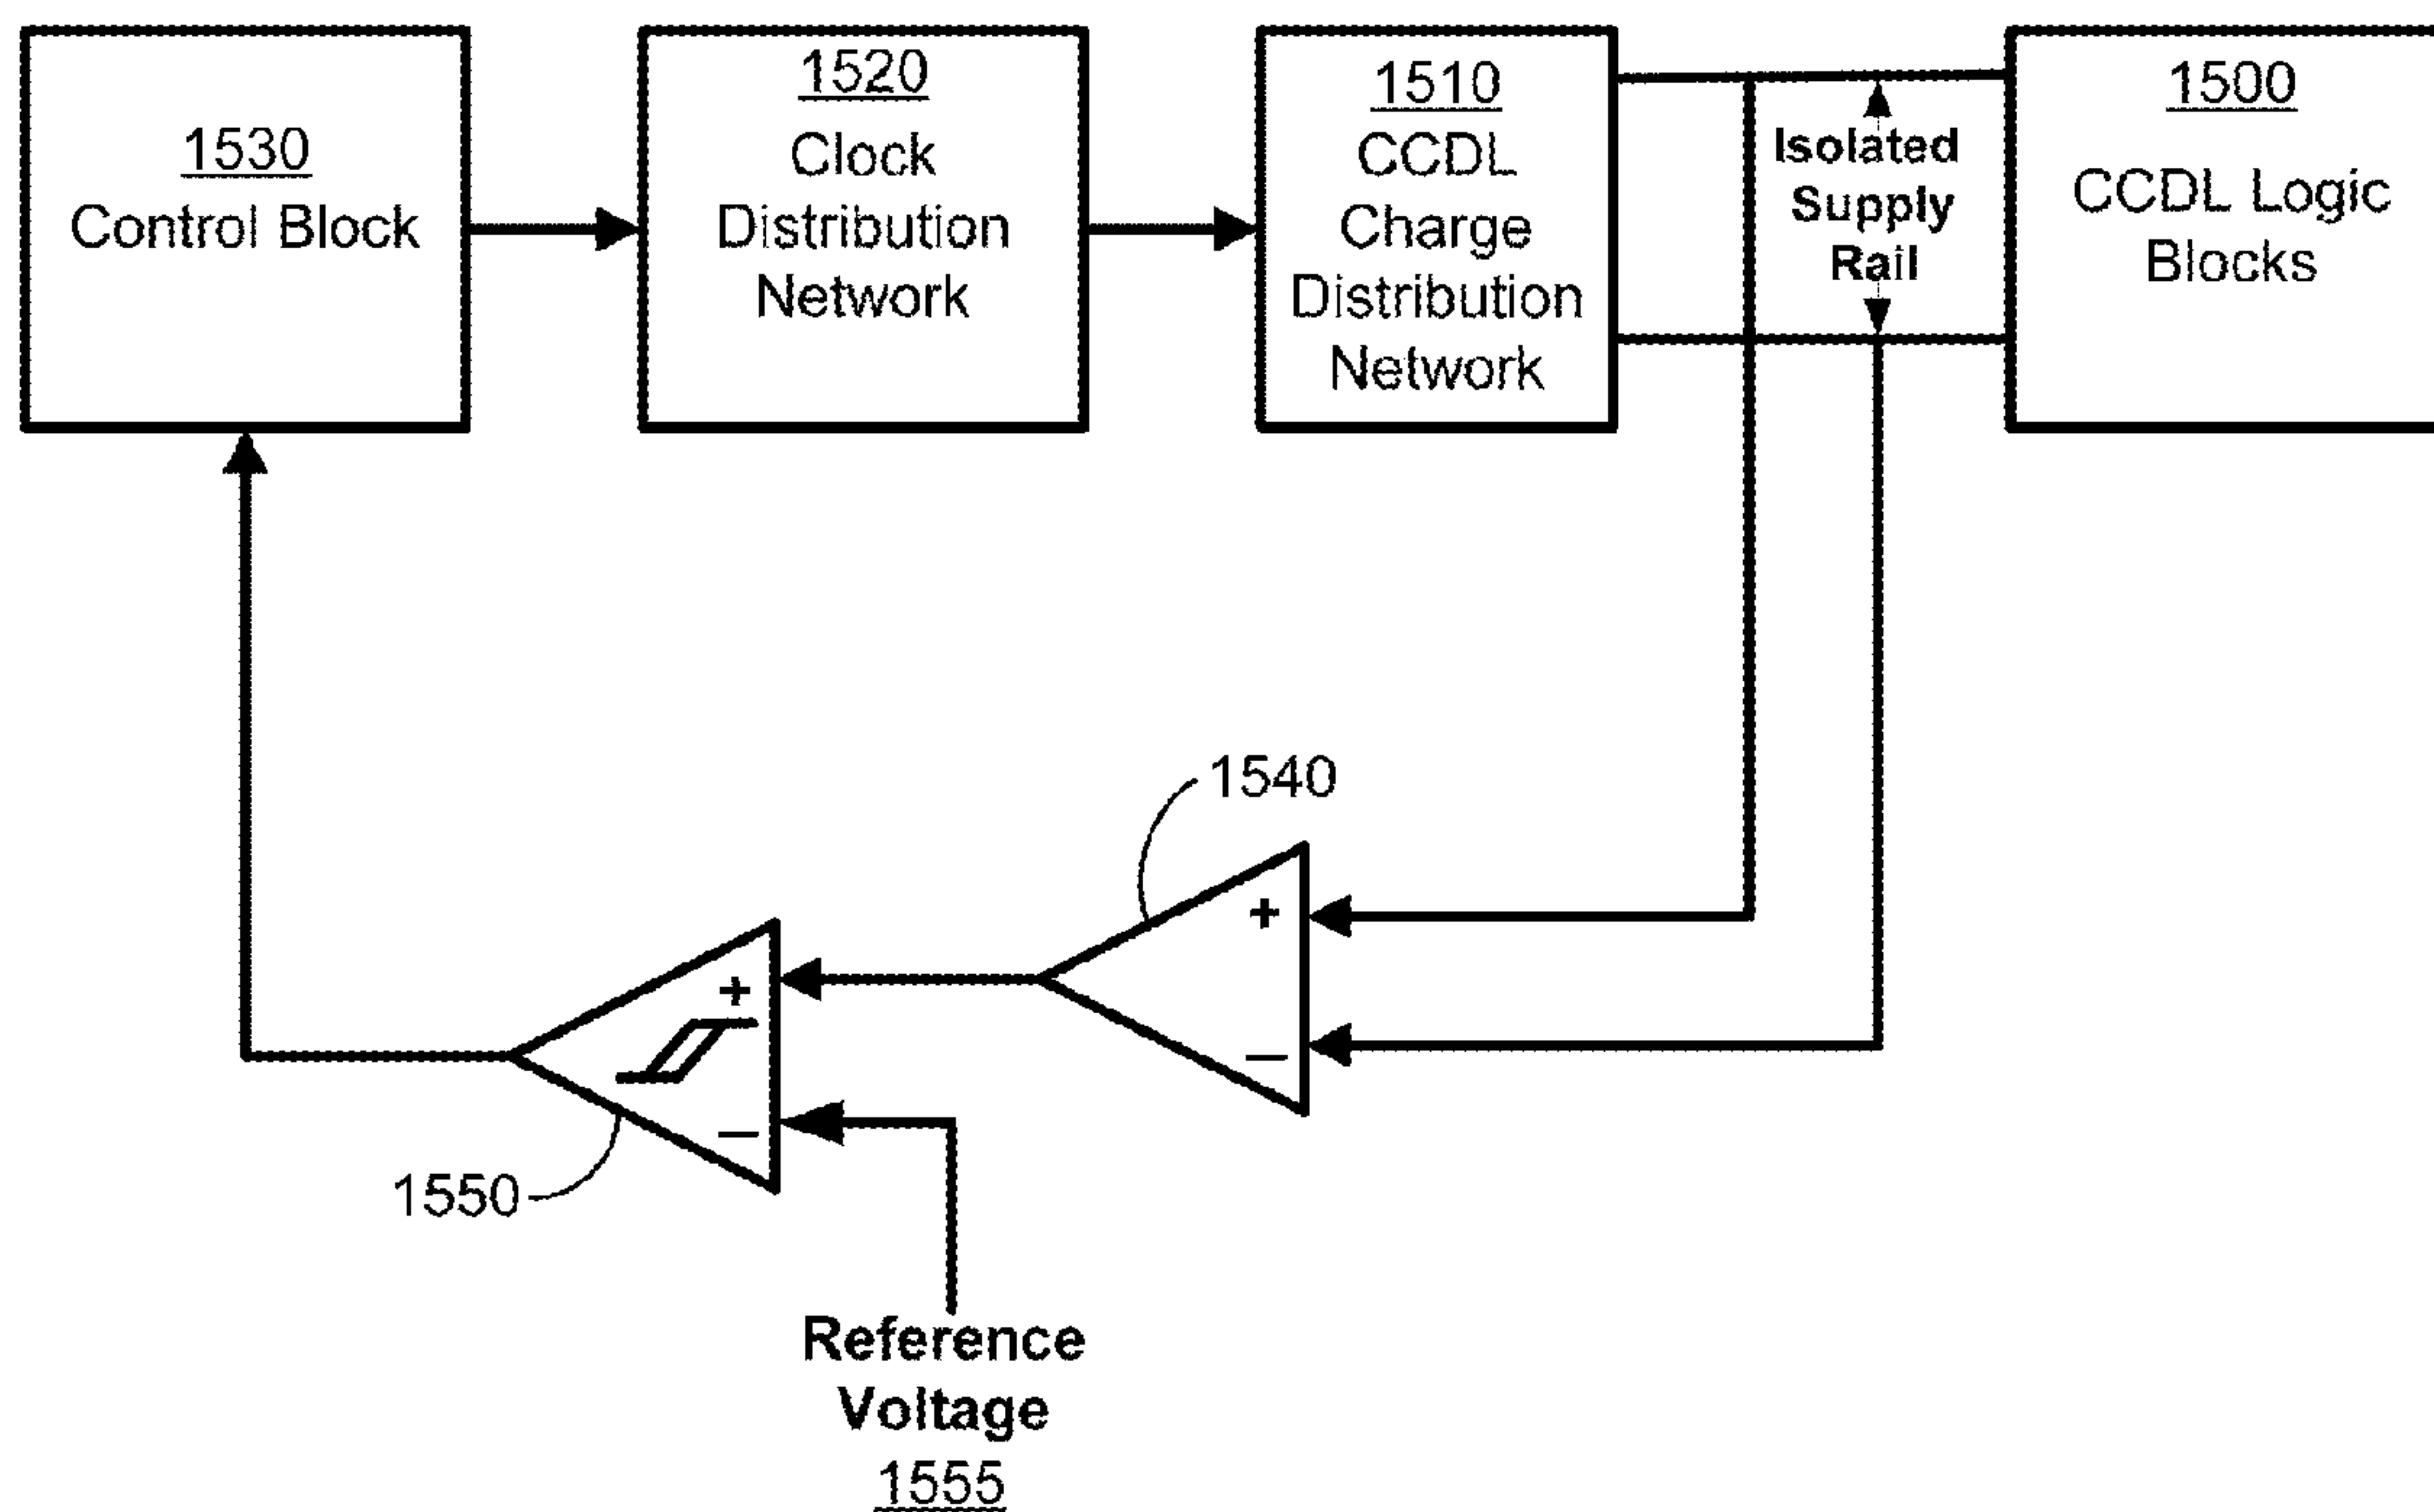 1530
Control Block
1520
Clock
Distribution
Network
1510
CCDL
Charge
Distribution
Network
Isolated
Supply
Rail
1500
CCDL Logic
Blocks
1540
+
–
+
–
1550
Reference
Voltage
1555